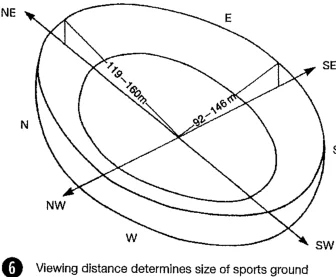 NE
E
SE
119–160m
92–146 m
N
S
NW
W
SW
6 Viewing distance determines size of sports ground